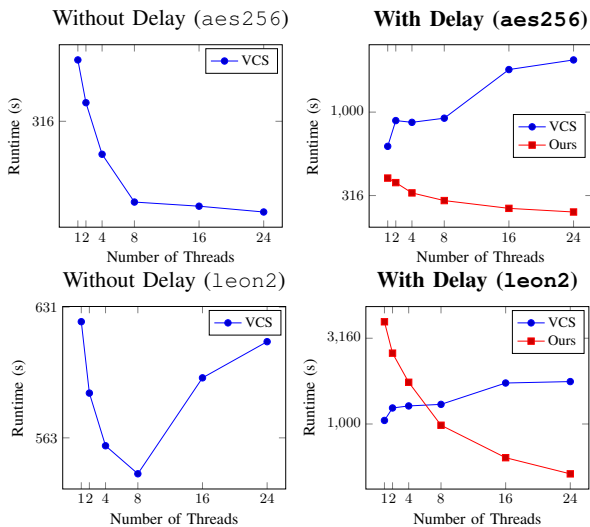 Without Delay (aes256)
316
Runtime (s)
VCS
1 2 4 8 16 24
Number of Threads
With Delay (aes256)
1,000
316
Runtime (s)
VCS
Ours
1 2 4 8 16 24
Number of Threads
Without Delay (leon2)
631
563
Runtime (s)
VCS
1 2 4 8 16 24
Number of Threads
With Delay (leon2)
3,160
1,000
Runtime (s)
VCS
Ours
1 2 4 8 16 24
Number of Threads